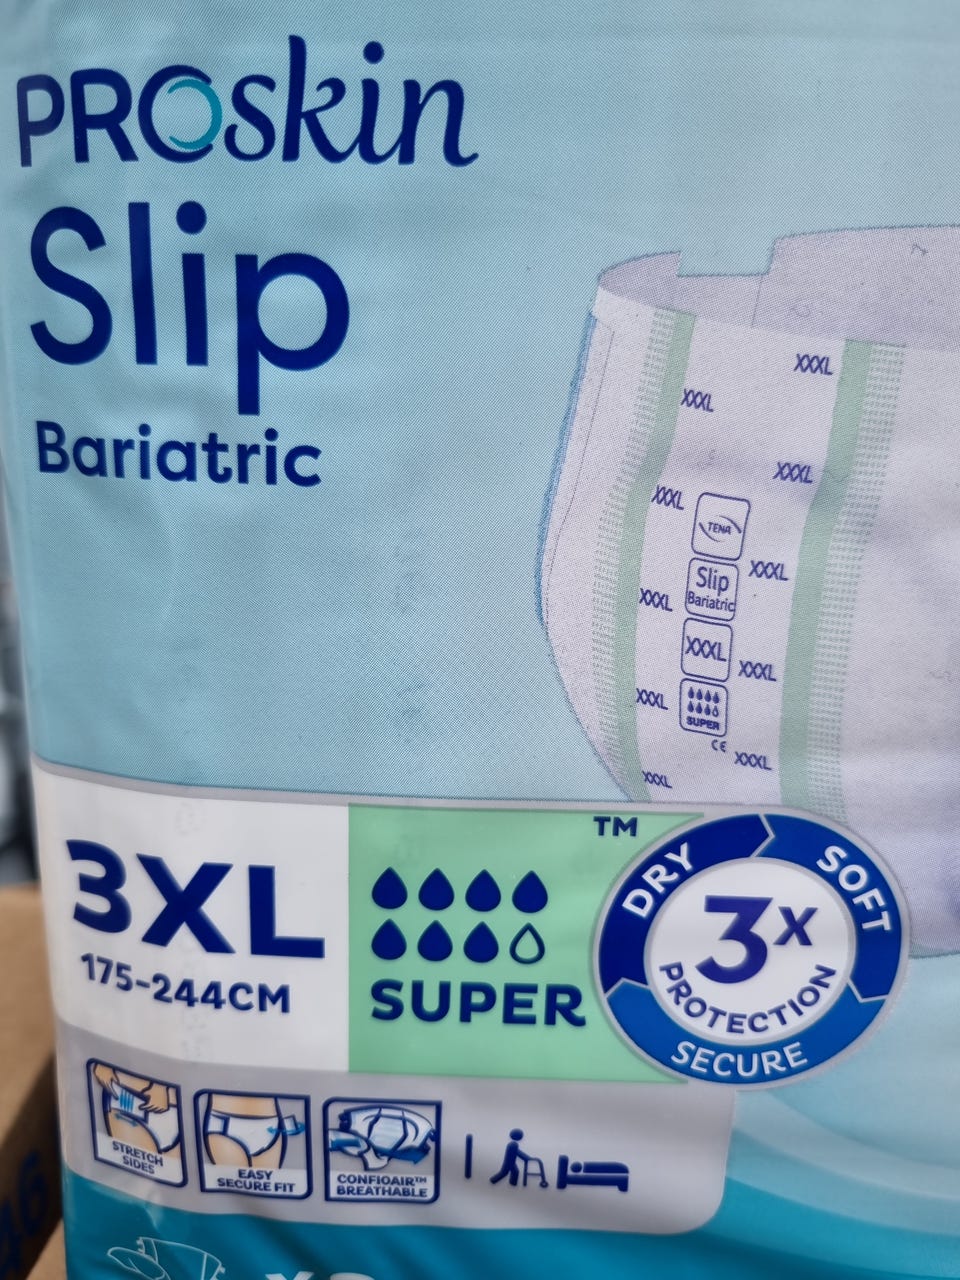 PROskin
Slip
Bariatric
XXXL
XXXL
XXXL
XXXL
TENA
Slip
Bariatric
XXXL
XXXL
XXXL
XXXL
XXXL
SUPER
CE
XXXL
XXXL
3XL
175-244CM
SUPER
TM
DRY
SOFT
3X
PROTECTION
SECURE
STRETCH
SIDES
EASY
SECURE FIT
CONFIOAIR™
BREATHABLE